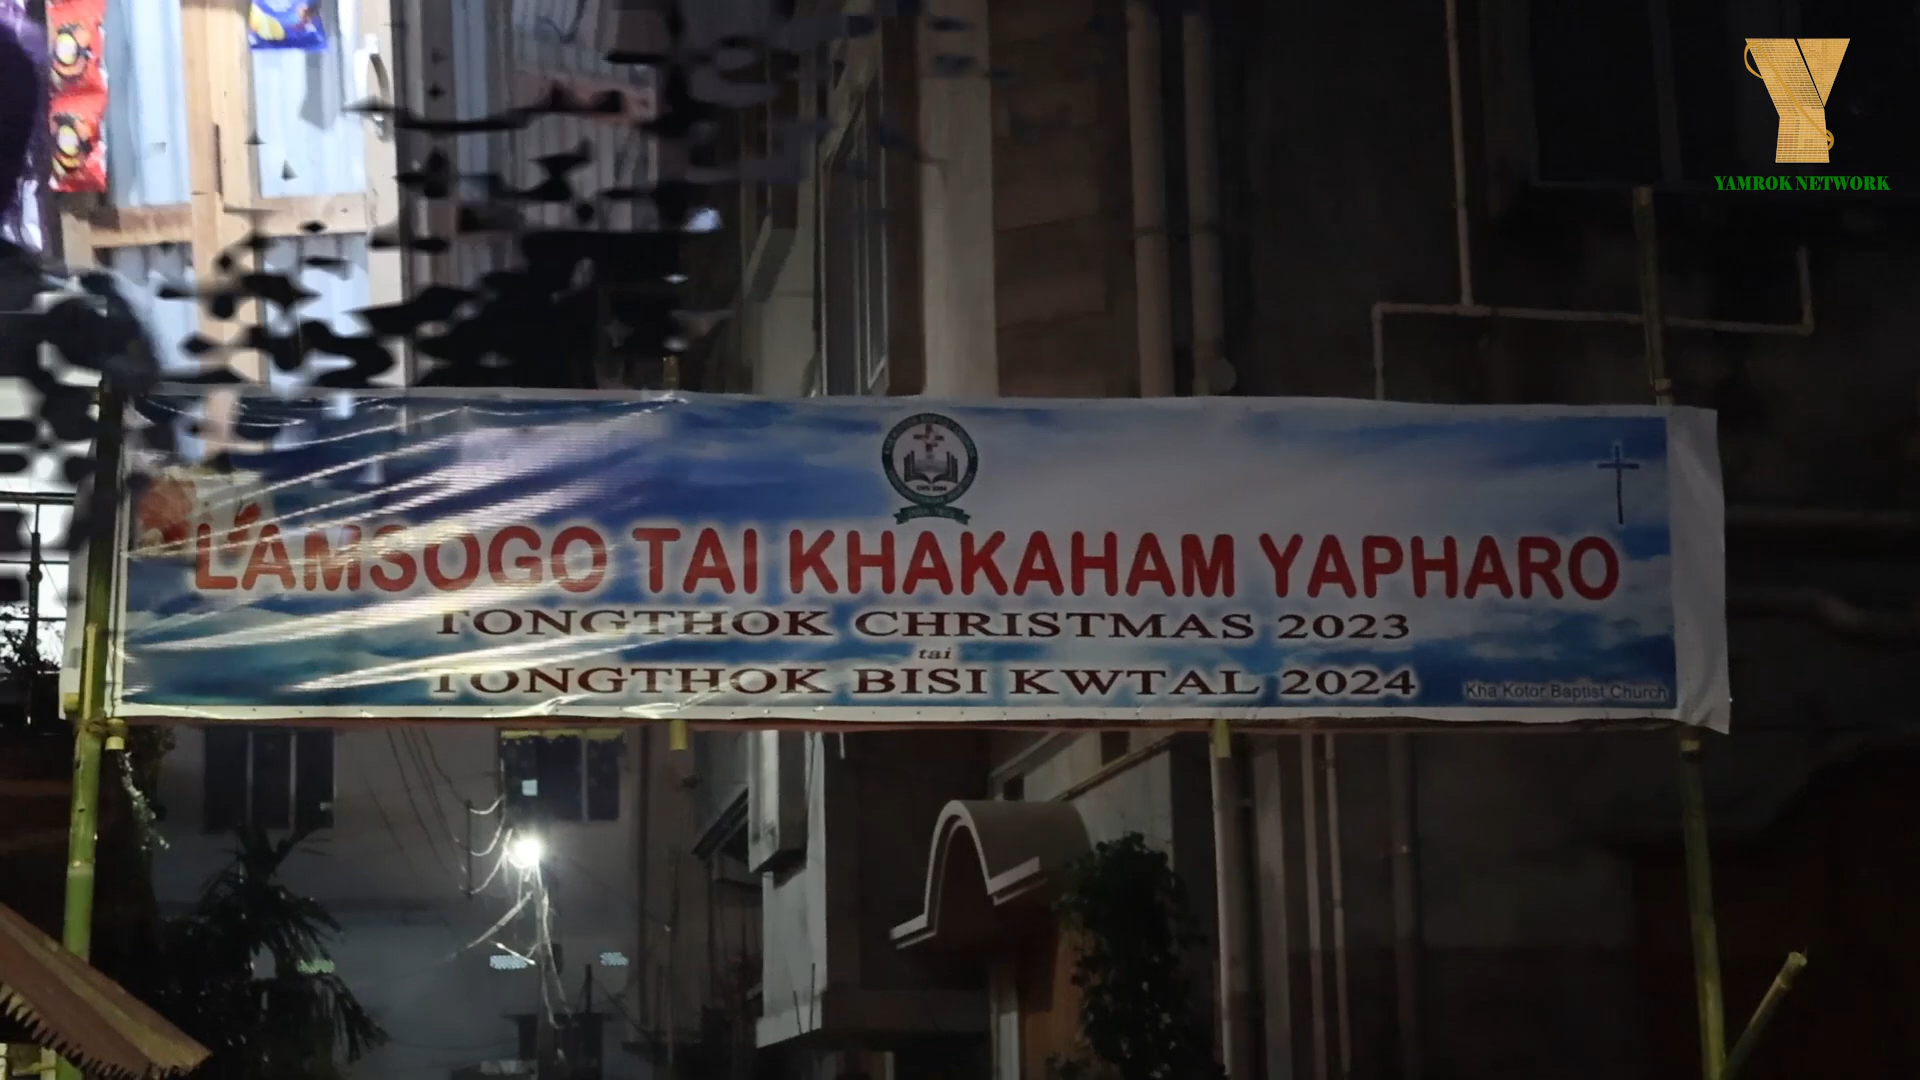 YAMROK NETWORK
LAMSOGO TAI KHAKAHAM YAPHARO
TONGTHOK CHRISTMAS 2023
tai
TONGTHOK BISI KWTAL 2024
Kha Kotor Baptist Church